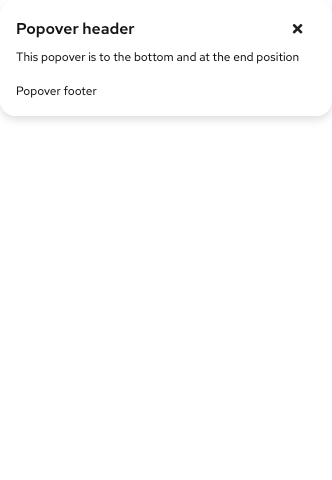 Popover header
This popover is to the bottom and at the end position
Popover footer